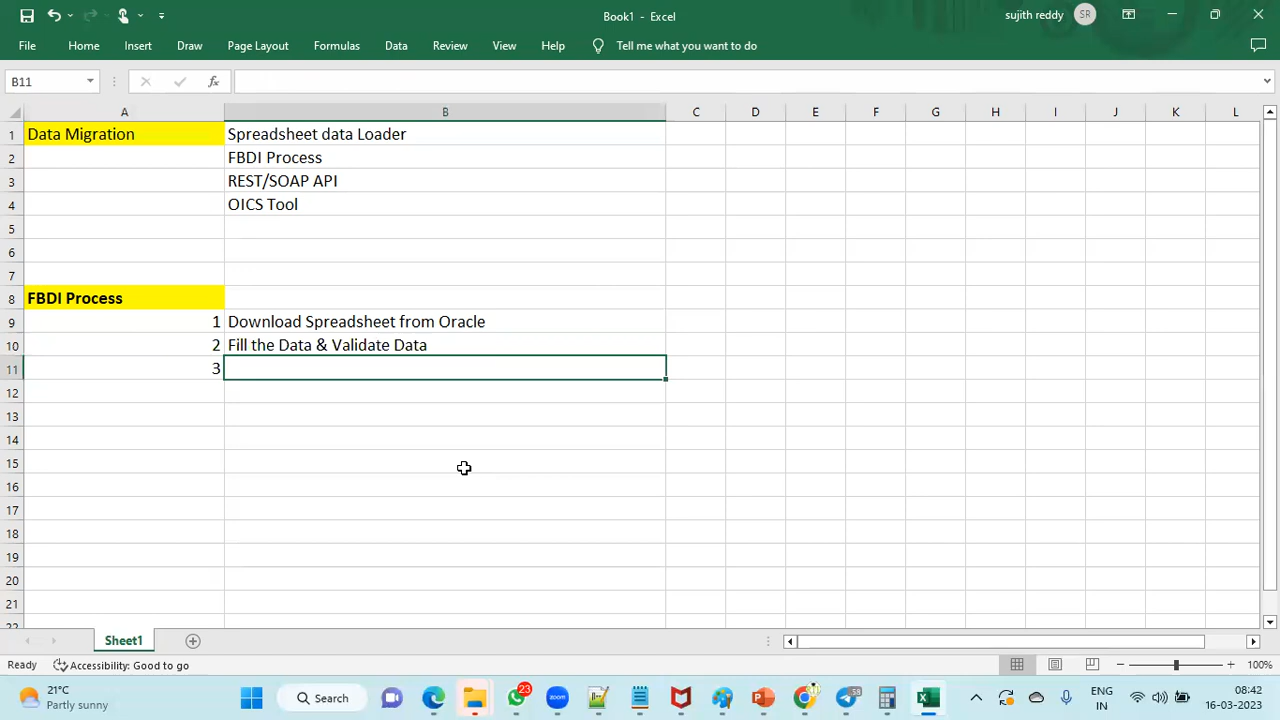 Book1 - Excel
sujith reddy
SR
File
Home
Insert
Draw
Page Layout
Formulas
Data
Review
View
Help
Tell me what you want to do
B11
fx
A B C D E F G H I J K L
1 Data Migration Spreadsheet data Loader
2 FBDI Process
3 REST/SOAP API
4 OICS Tool
5
6
7
8 FBDI Process
9 1 Download Spreadsheet from Oracle
10 2 Fill the Data & Validate Data
11 3
12
13
14
15
16
17
18
19
20
21
22
Sheet1
Ready
Accessibility: Good to go
100%
21°C
Partly sunny
Search
23
58
ENG
IN
08:42
16-03-2023